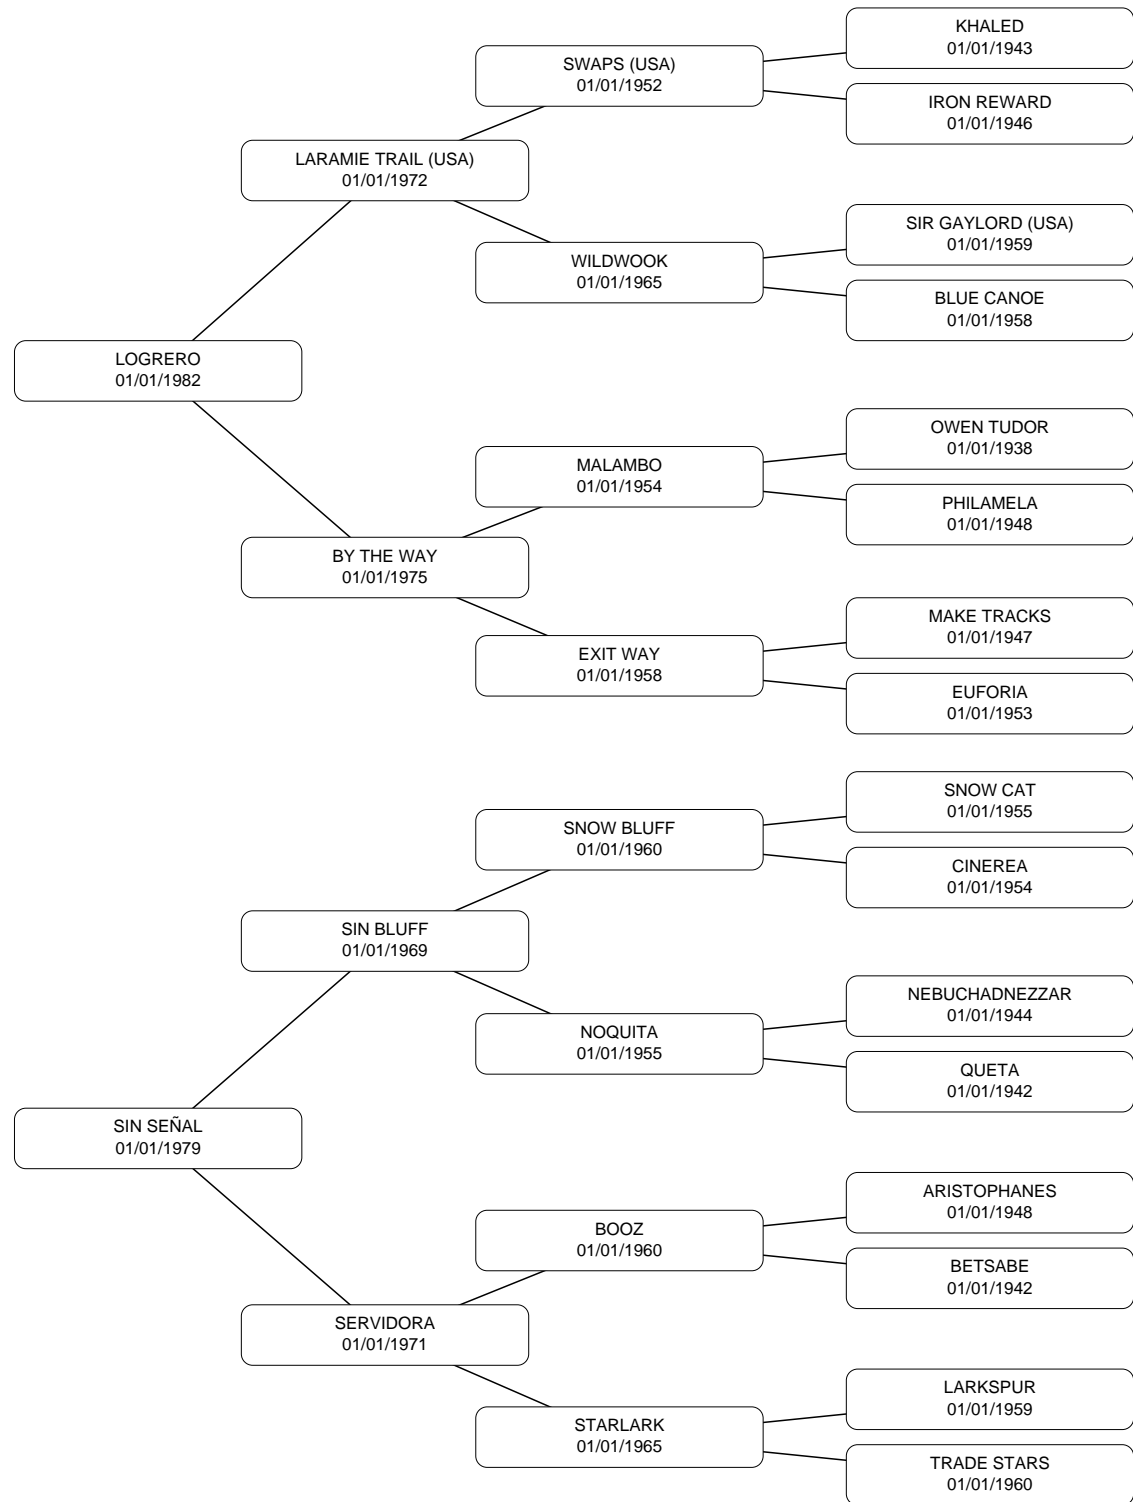 KHALED
01/01/1943
SWAPS (USA)
01/01/1952
IRON REWARD
01/01/1946
LARAMIE TRAIL (USA)
01/01/1972
SIR GAYLORD (USA)
01/01/1959
WILDWOOK
01/01/1965
BLUE CANOE
01/01/1958
LOGRERO
01/01/1982
OWEN TUDOR
01/01/1938
MALAMBO
01/01/1954
PHILAMELA
01/01/1948
BY THE WAY
01/01/1975
MAKE TRACKS
01/01/1947
EXIT WAY
01/01/1958
EUFORIA
01/01/1953
SNOW CAT
01/01/1955
SNOW BLUFF
01/01/1960
CINEREA
01/01/1954
SIN BLUFF
01/01/1969
NEBUCHADNEZZAR
01/01/1944
NOQUITA
01/01/1955
QUETA
01/01/1942
SIN SEÑAL
01/01/1979
ARISTOPHANES
01/01/1948
BOOZ
01/01/1960
BETSABE
01/01/1942
SERVIDORA
01/01/1971
LARKSPUR
01/01/1959
STARLARK
01/01/1965
TRADE STARS
01/01/1960